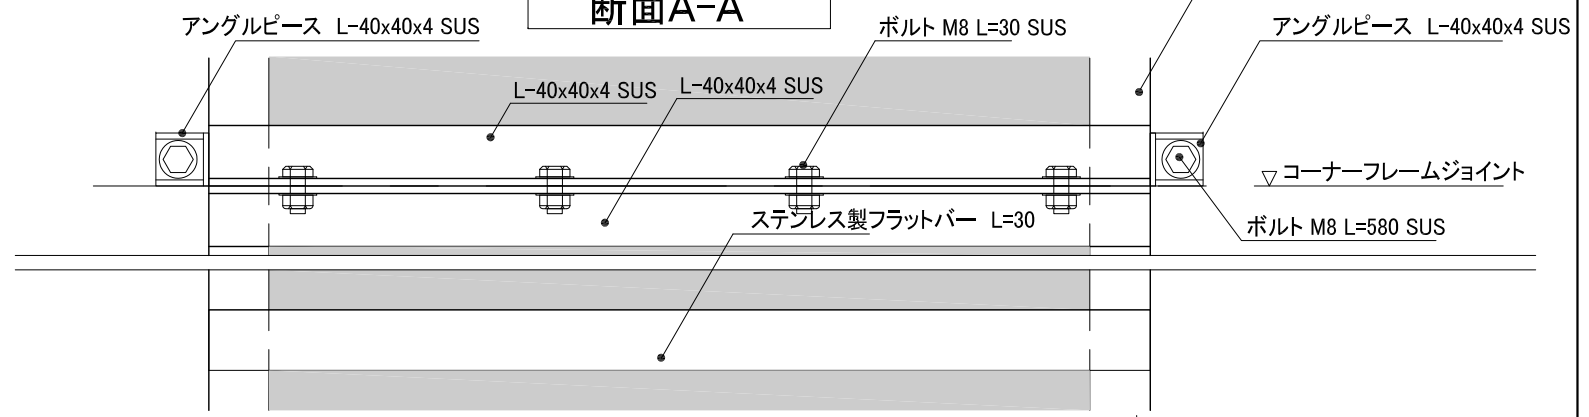 断面A-A
アングルピース L-40x40x4 SUS
ボルト M8 L=30 SUS
アングルピース L-40x40x4 SUS
L-40x40x4 SUS
L-40x40x4 SUS
▽ コーナーフレームジョイント
ステンレス製フラットバー L=30
ボルト M8 L=580 SUS